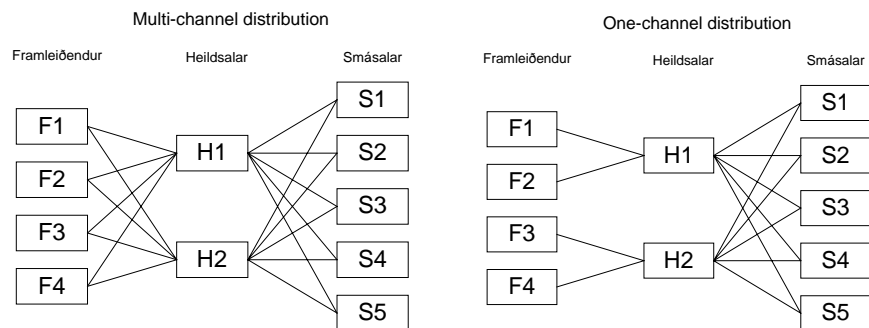 Multi-channel distribution
Framleiðendur Heildsalar Smásalar
F1
F2
F3
F4
H1
H2
S1
S2
S3
S4
S5
One-channel distribution
Framleiðendur Heildsalar Smásalar
F1
F2
F3
F4
H1
H2
S1
S2
S3
S4
S5